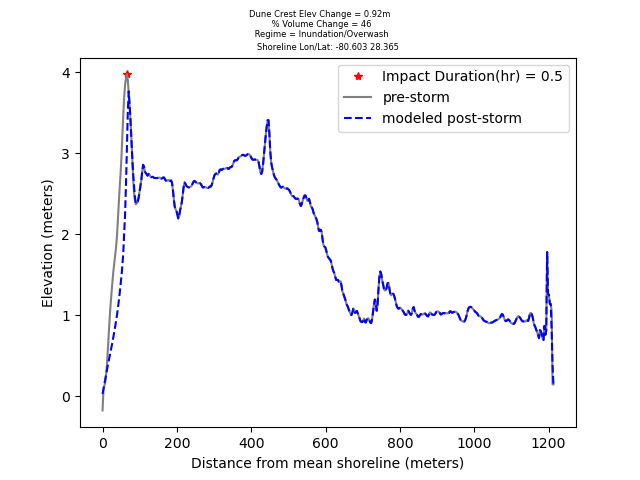 Dune Crest Elev Change = 0.92m
% Volume Change = 46
Regime = Inundation/Overwash
Shoreline Lon/Lat: -80.603 28.365
Impact Duration(hr) = 0.5
pre-storm
modeled post-storm
Elevation (meters)
4
3
2
1
0
0 200 400 600 800 1000 1200
Distance from mean shoreline (meters)